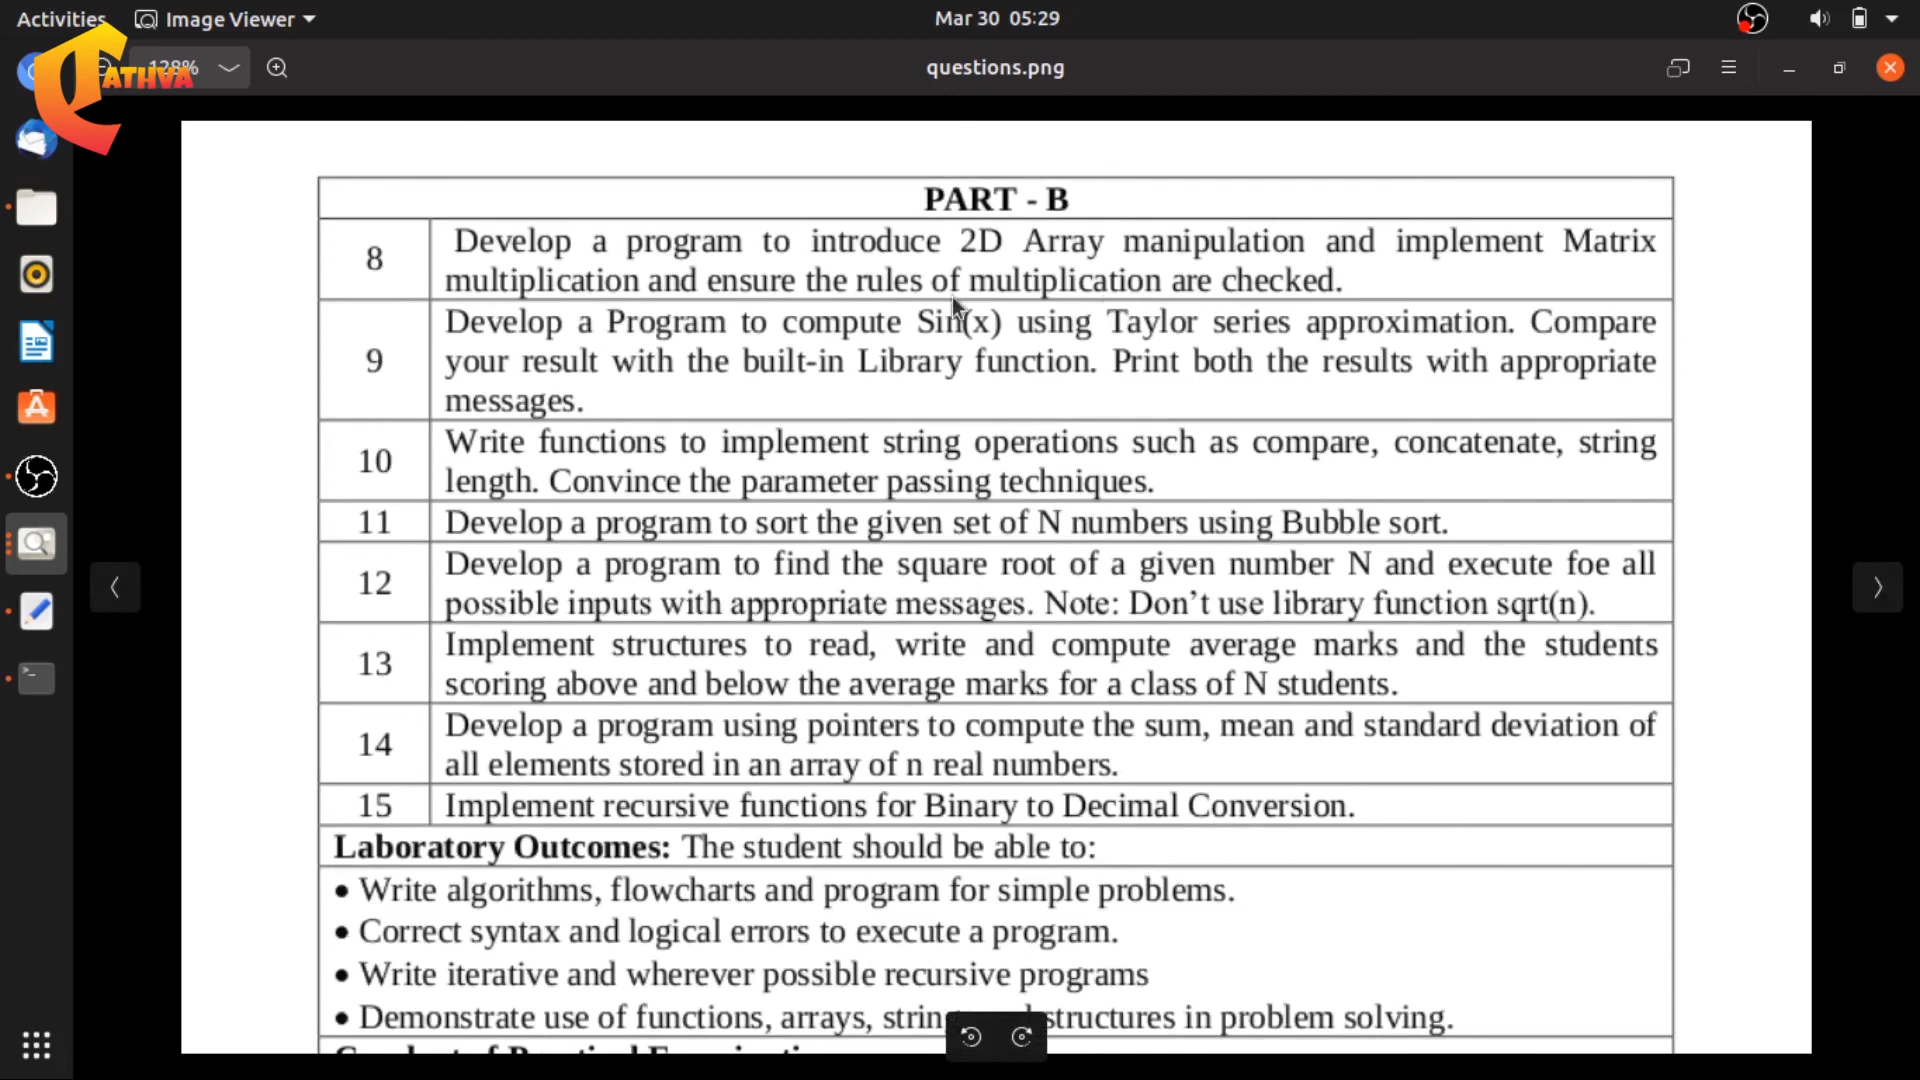 Activities Image Viewer Mar 30 05:29
128% questions.png
CATHVA
PART - B
8 Develop a program to introduce 2D Array manipulation and implement Matrix
multiplication and ensure the rules of multiplication are checked.
9 Develop a Program to compute Sin(x) using Taylor series approximation. Compare
your result with the built-in Library function. Print both the results with appropriate
messages.
10 Write functions to implement string operations such as compare, concatenate, string
length. Convince the parameter passing techniques.
11 Develop a program to sort the given set of N numbers using Bubble sort.
12 Develop a program to find the square root of a given number N and execute foe all
possible inputs with appropriate messages. Note: Don’t use library function sqrt(n).
13 Implement structures to read, write and compute average marks and the students
scoring above and below the average marks for a class of N students.
14 Develop a program using pointers to compute the sum, mean and standard deviation of
all elements stored in an array of n real numbers.
15 Implement recursive functions for Binary to Decimal Conversion.
Laboratory Outcomes: The student should be able to:
• Write algorithms, flowcharts and program for simple problems.
• Correct syntax and logical errors to execute a program.
• Write iterative and wherever possible recursive programs
• Demonstrate use of functions, arrays, structures in problem solving.